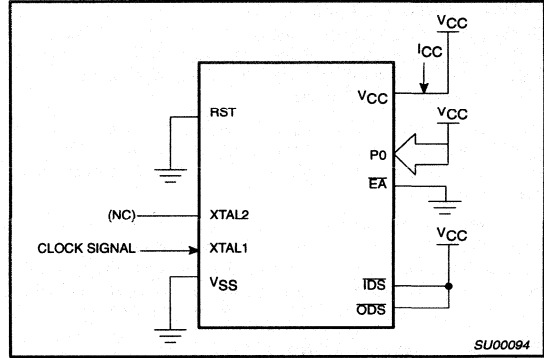 VCC
ICC
VCC
RST
VCC
P0
EA
(NC)
XTAL2
CLOCK SIGNAL
XTAL1
VCC
VSS
IDS
ODS
SU00094